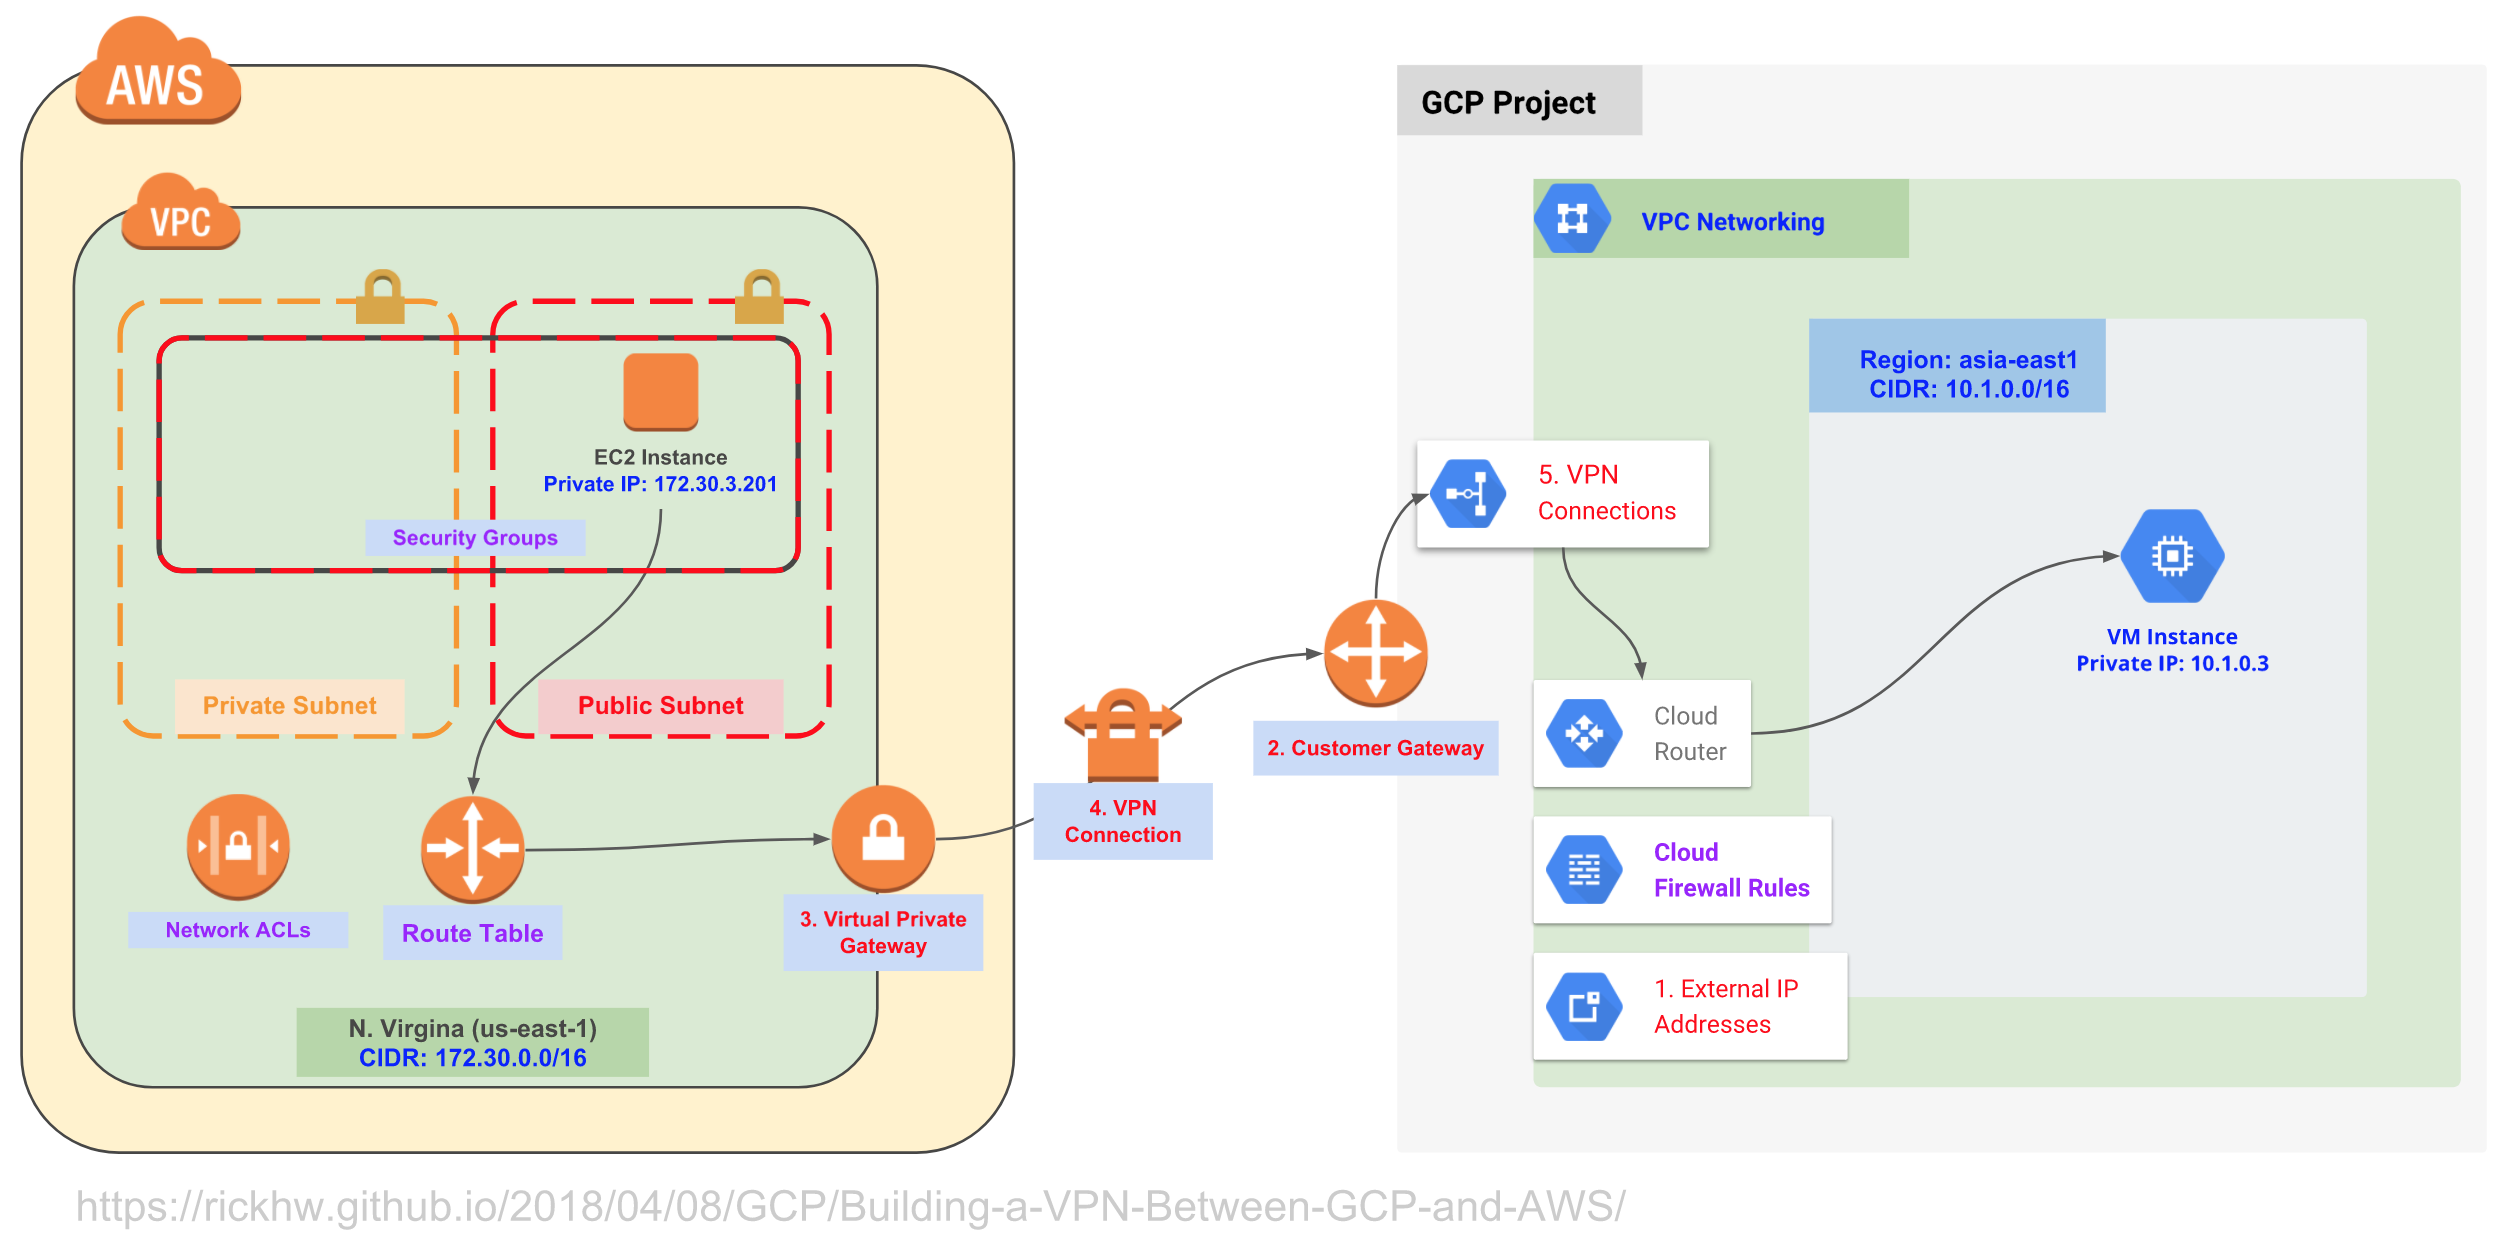 AWS
VPC
EC2 Instance
Private IP: 172.30.3.201
Security Groups
Private Subnet
Public Subnet
Network ACLs
Route Table
3. Virtual Private
Gateway
N. Virgina (us-east-1)
CIDR: 172.30.0.0/16
4. VPN
Connection
2. Customer Gateway
GCP Project
VPC Networking
Region: asia-east1
CIDR: 10.1.0.0/16
5. VPN
Connections
VM Instance
Private IP: 10.1.0.3
Cloud
Router
Cloud
Firewall Rules
1. External IP
Addresses
https://rickhw.github.io/2018/04/08/GCP/Building-a-VPN-Between-GCP-and-AWS/